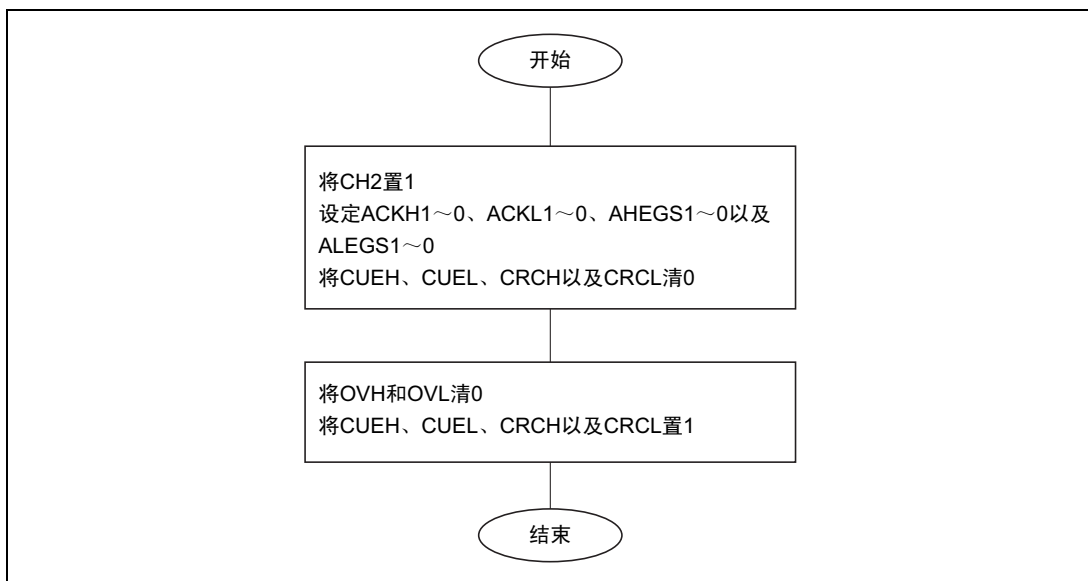 开始
将CH2置1
设定ACKH1～0、ACKL1～0、AHEGS1～0以及
ALEGS1～0
将CUEH、CUEL、CRCH以及CRCL清0
将OVH和OVL清0
将CUEH、CUEL、CRCH以及CRCL置1
结束